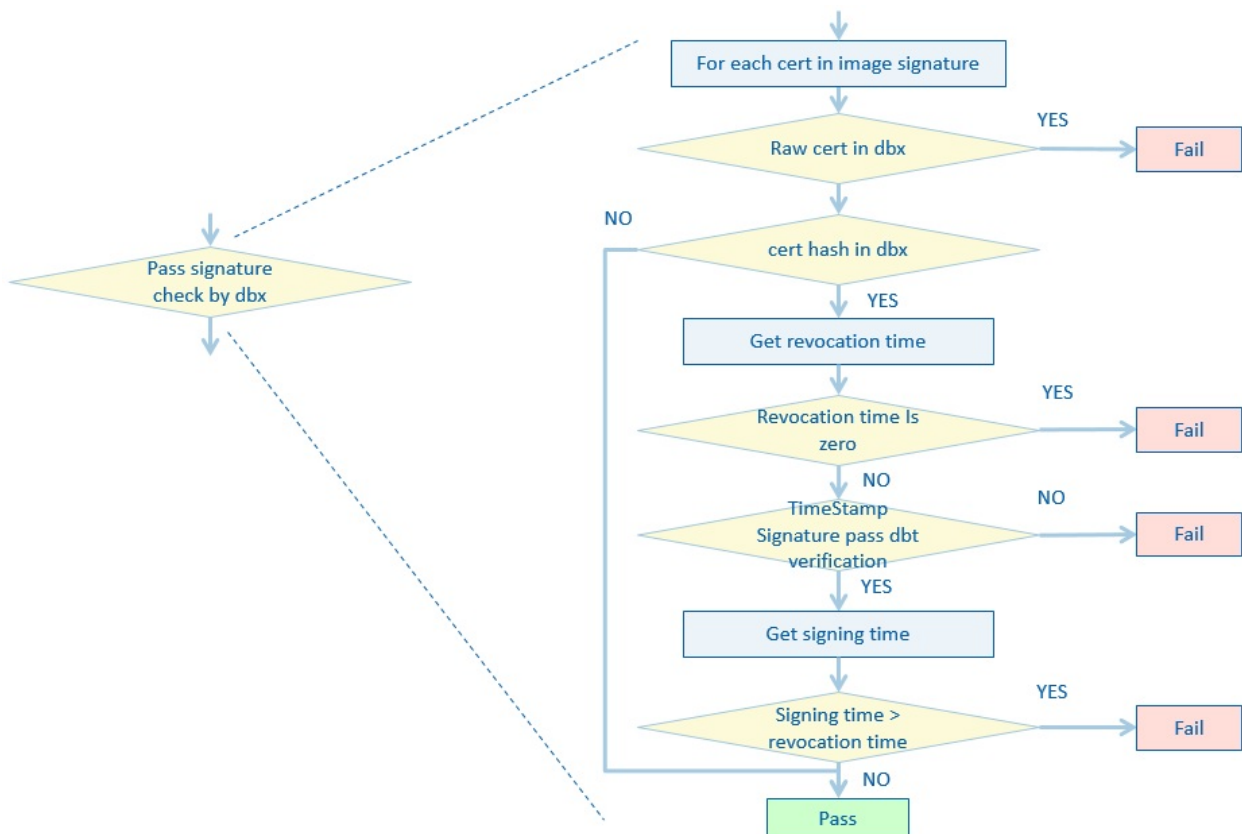 For each cert in image signature
YES
Raw cert in dbx
Fail
NO
cert hash in dbx
Pass signature
check by dbx
YES
Get revocation time
YES
Revocation time Is
zero
Fail
NO
TimeStamp
Signature pass dbt
verification
NO
Fail
YES
Get signing time
YES
Signing time >
revocation time
Fail
NO
Pass